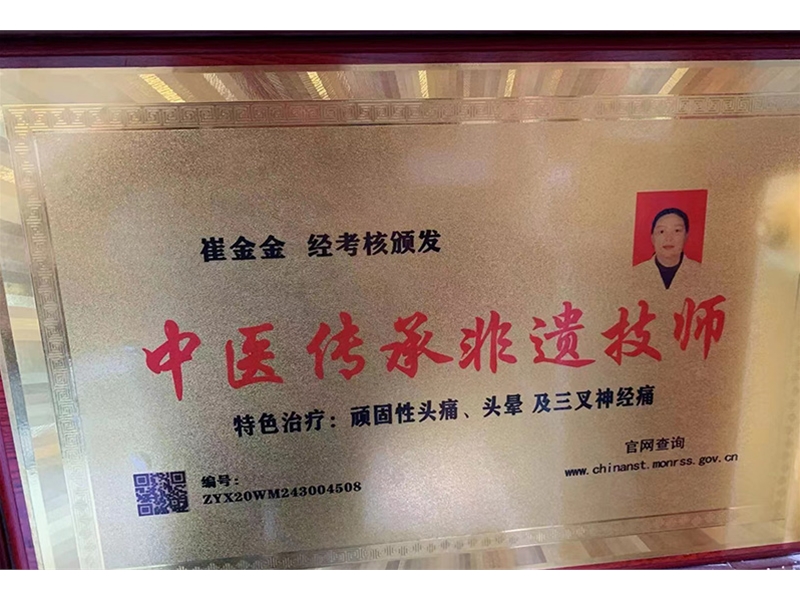 崔金金 经考核颁发
中医传承非遗技师
特色治疗：顽固性头痛、头晕 及三叉神经痛
官网查询
www.chinanst.monrss.gov.cn
编号：
ZYX20WM243004508